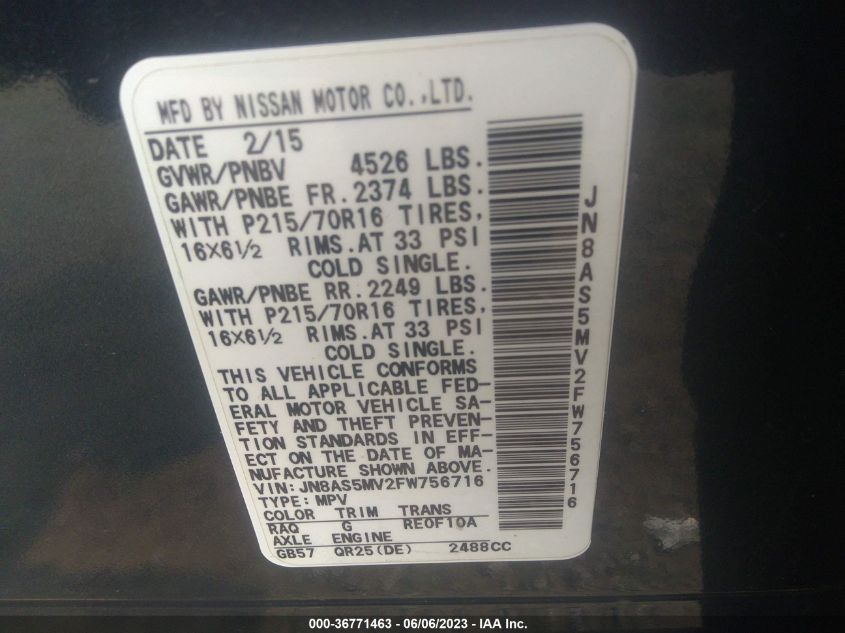 MFD BY NISSAN MOTOR CO.,LTD.
DATE 2/15
GVWR/PNBV 4526 LBS.
GAWR/PNBE FR. 2374 LBS.
WITH P215/70R16 TIRES,
16X6½ RIMS. AT 33 PSI
COLD SINGLE.
GAWR/PNBE RR. 2249 LBS.
WITH P215/70R16 TIRES,
16X6½ RIMS. AT 33 PSI
COLD SINGLE.
THIS VEHICLE CONFORMS
TO ALL APPLICABLE FED-
ERAL MOTOR VEHICLE SA-
FETY AND THEFT PREVEN-
TION STANDARDS IN EFF-
ECT ON THE DATE OF MA-
NUFACTURE SHOWN ABOVE.
VIN:JN8AS5MV2FW756716
TYPE:MPV
COLOR TRIM TRANS
RAQ G RE0F10A
AXLE ENGINE
GB57 QR25(DE) 2488CC
JN8AS5MV2FW756716
000-36771463 - 06/06/2023 - IAA Inc.